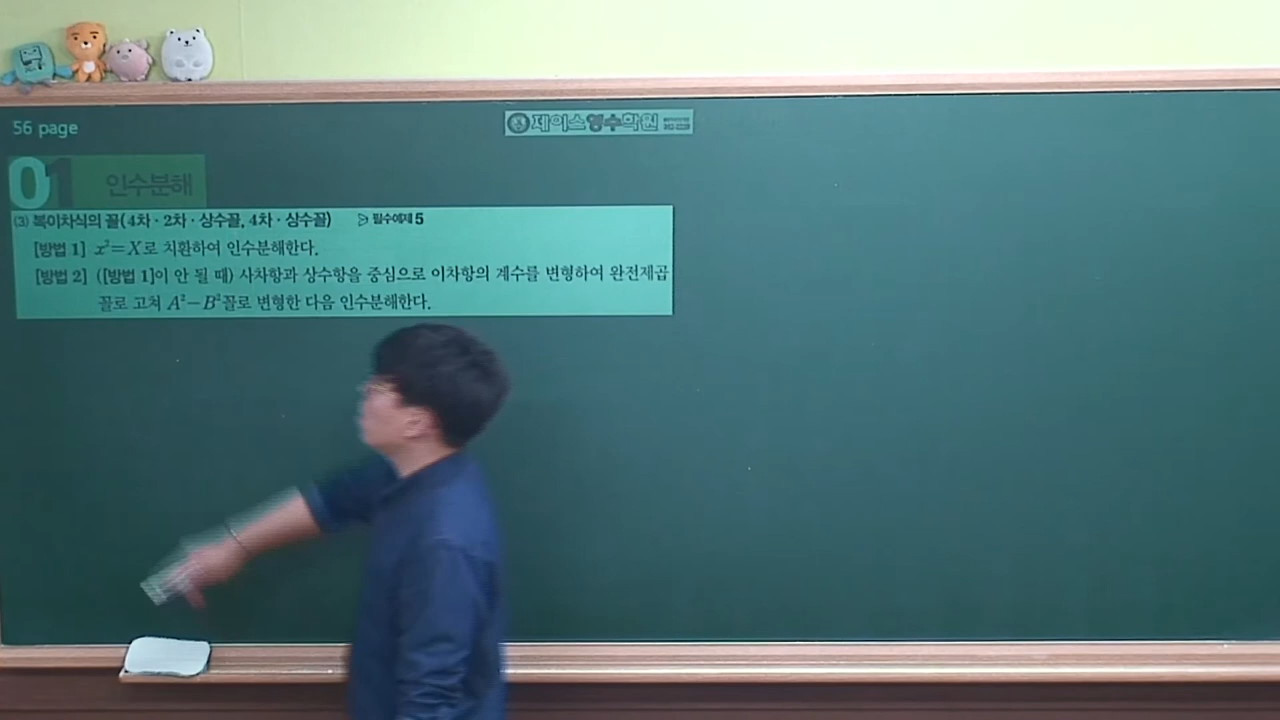 56 page
제이스영수학원
01 인수분해
(3) 복이차식의 꼴(4차·2차·상수꼴, 4차·상수꼴) 필수예제 5
[방법 1] x²=X로 치환하여 인수분해한다.
[방법 2] ([방법 1]이 안 될 때) 사차항과 상수항을 중심으로 이차항의 계수를 변형하여 완전제곱
꼴로 고쳐 A²−B²꼴로 변형한 다음 인수분해한다.